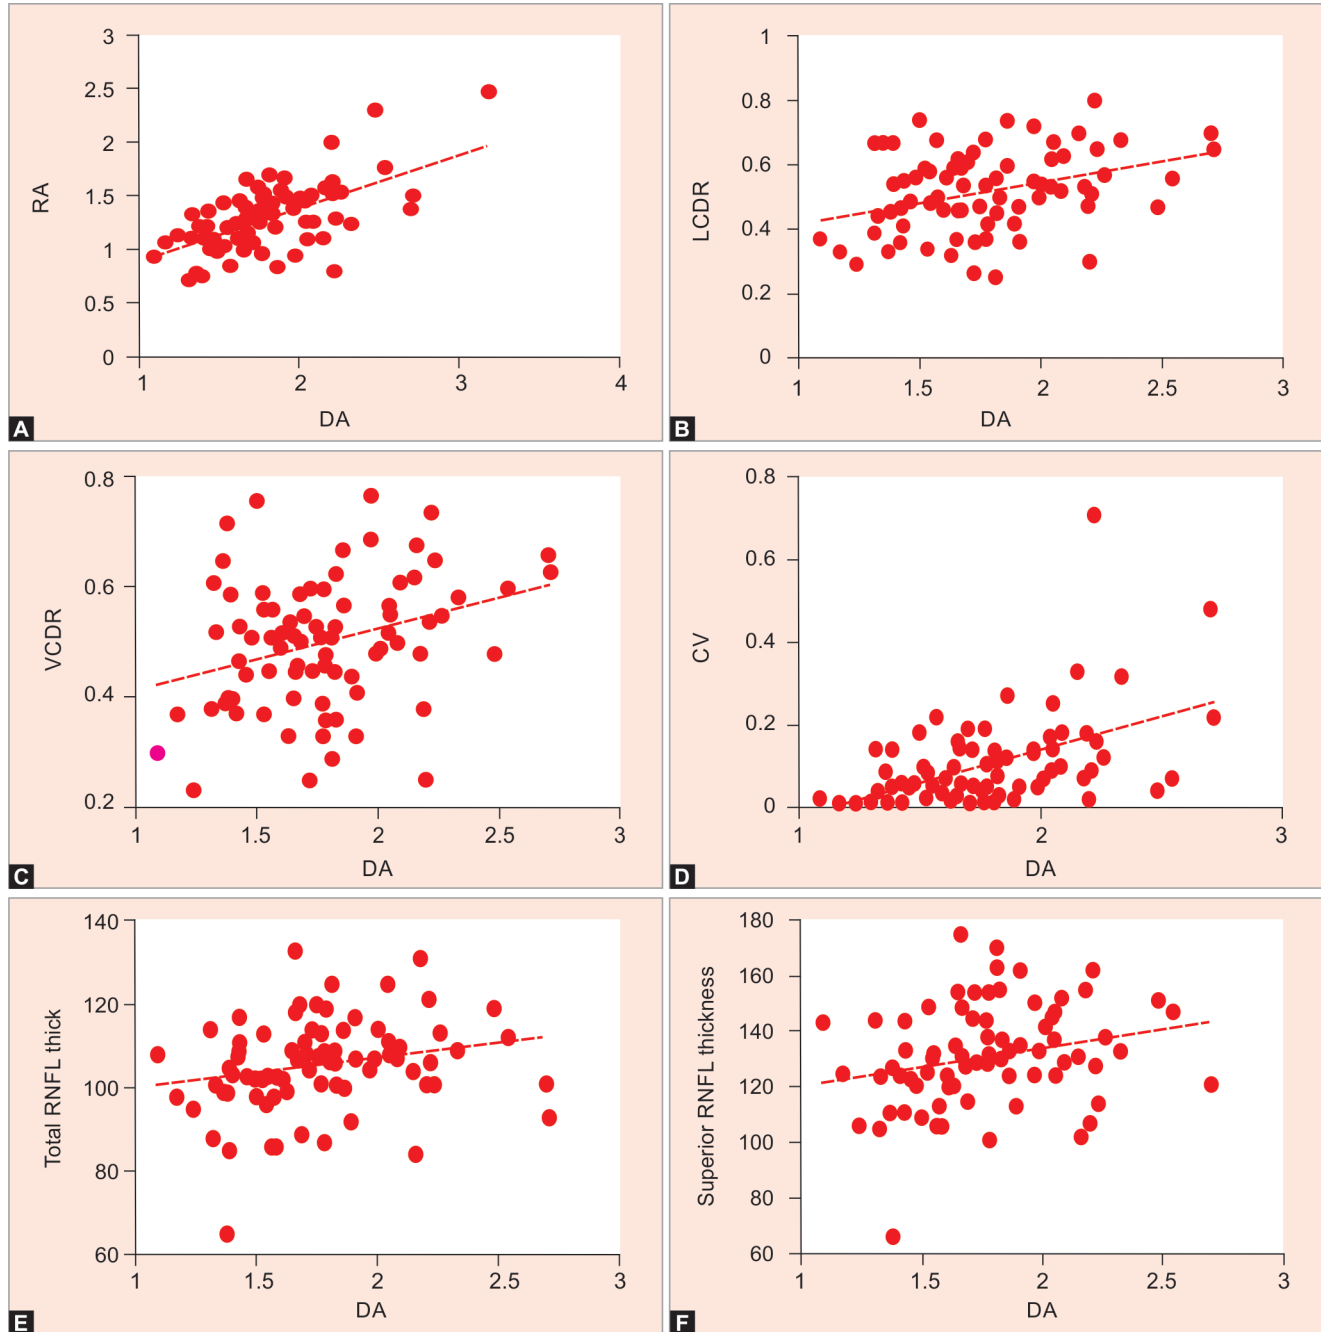 3
2.5
2
1.5
1
0.5
0
RA
1 2 3 4
DA
A
1
0.8
0.6
0.4
0.2
0
LCDR
1 1.5 2 2.5 3
DA
B
0.8
0.6
0.4
0.2
VCDR
1 1.5 2 2.5 3
DA
C
0.8
0.6
0.4
0.2
0
CV
1 2 3
DA
D
140
120
100
80
60
Total RNFL thick
1 1.5 2 2.5 3
DA
E
180
160
140
120
100
80
60
Superior RNFL thickness
1 1.5 2 2.5 3
DA
F